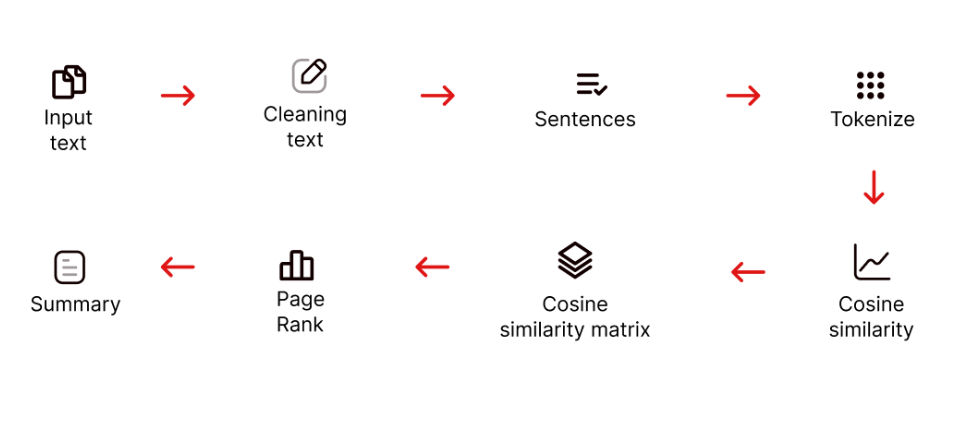 Input
text
Cleaning
text
Sentences
Tokenize
Cosine
similarity
Cosine
similarity matrix
Page
Rank
Summary